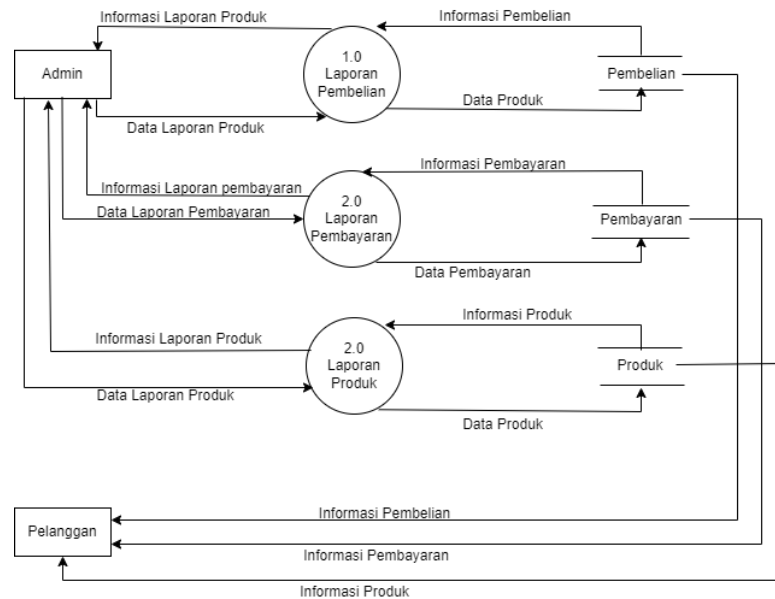 Informasi Laporan Produk
Informasi Pembelian
Admin
1.0
Laporan
Pembelian
Pembelian
Data Laporan Produk
Data Produk
Informasi Laporan pembayaran
Informasi Pembayaran
Data Laporan Pembayaran
2.0
Laporan
Pembayaran
Pembayaran
Data Pembayaran
Informasi Laporan Produk
Informasi Produk
2.0
Laporan
Produk
Produk
Data Laporan Produk
Data Produk
Pelanggan
Informasi Pembelian
Informasi Pembayaran
Informasi Produk